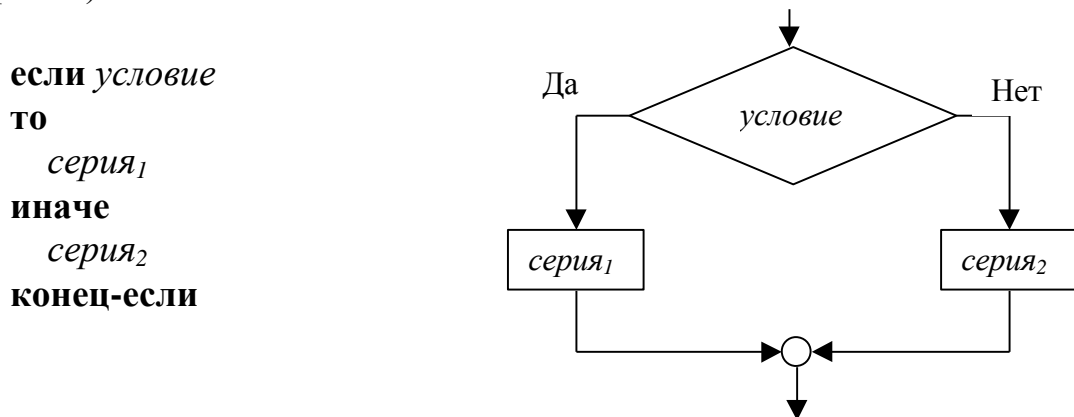 если условие
то
серия₁
иначе
серия₂
конец-если
Да
условие
Нет
серия₁
серия₂